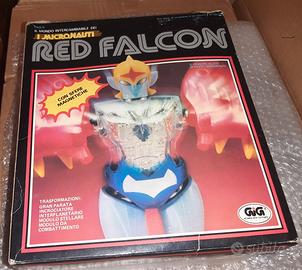 IL MONDO INTERCAMBIABILE DEI
I MICRONAUTI
RED FALCON
CON SFERE
MAGNETICHE
TRASFORMAZIONI:
GRAN PARATA
INCROCIATORE
INTERPLANETARIO
MODULO STELLARE
MODULO DA
COMBATTIMENTO
GiG
subito